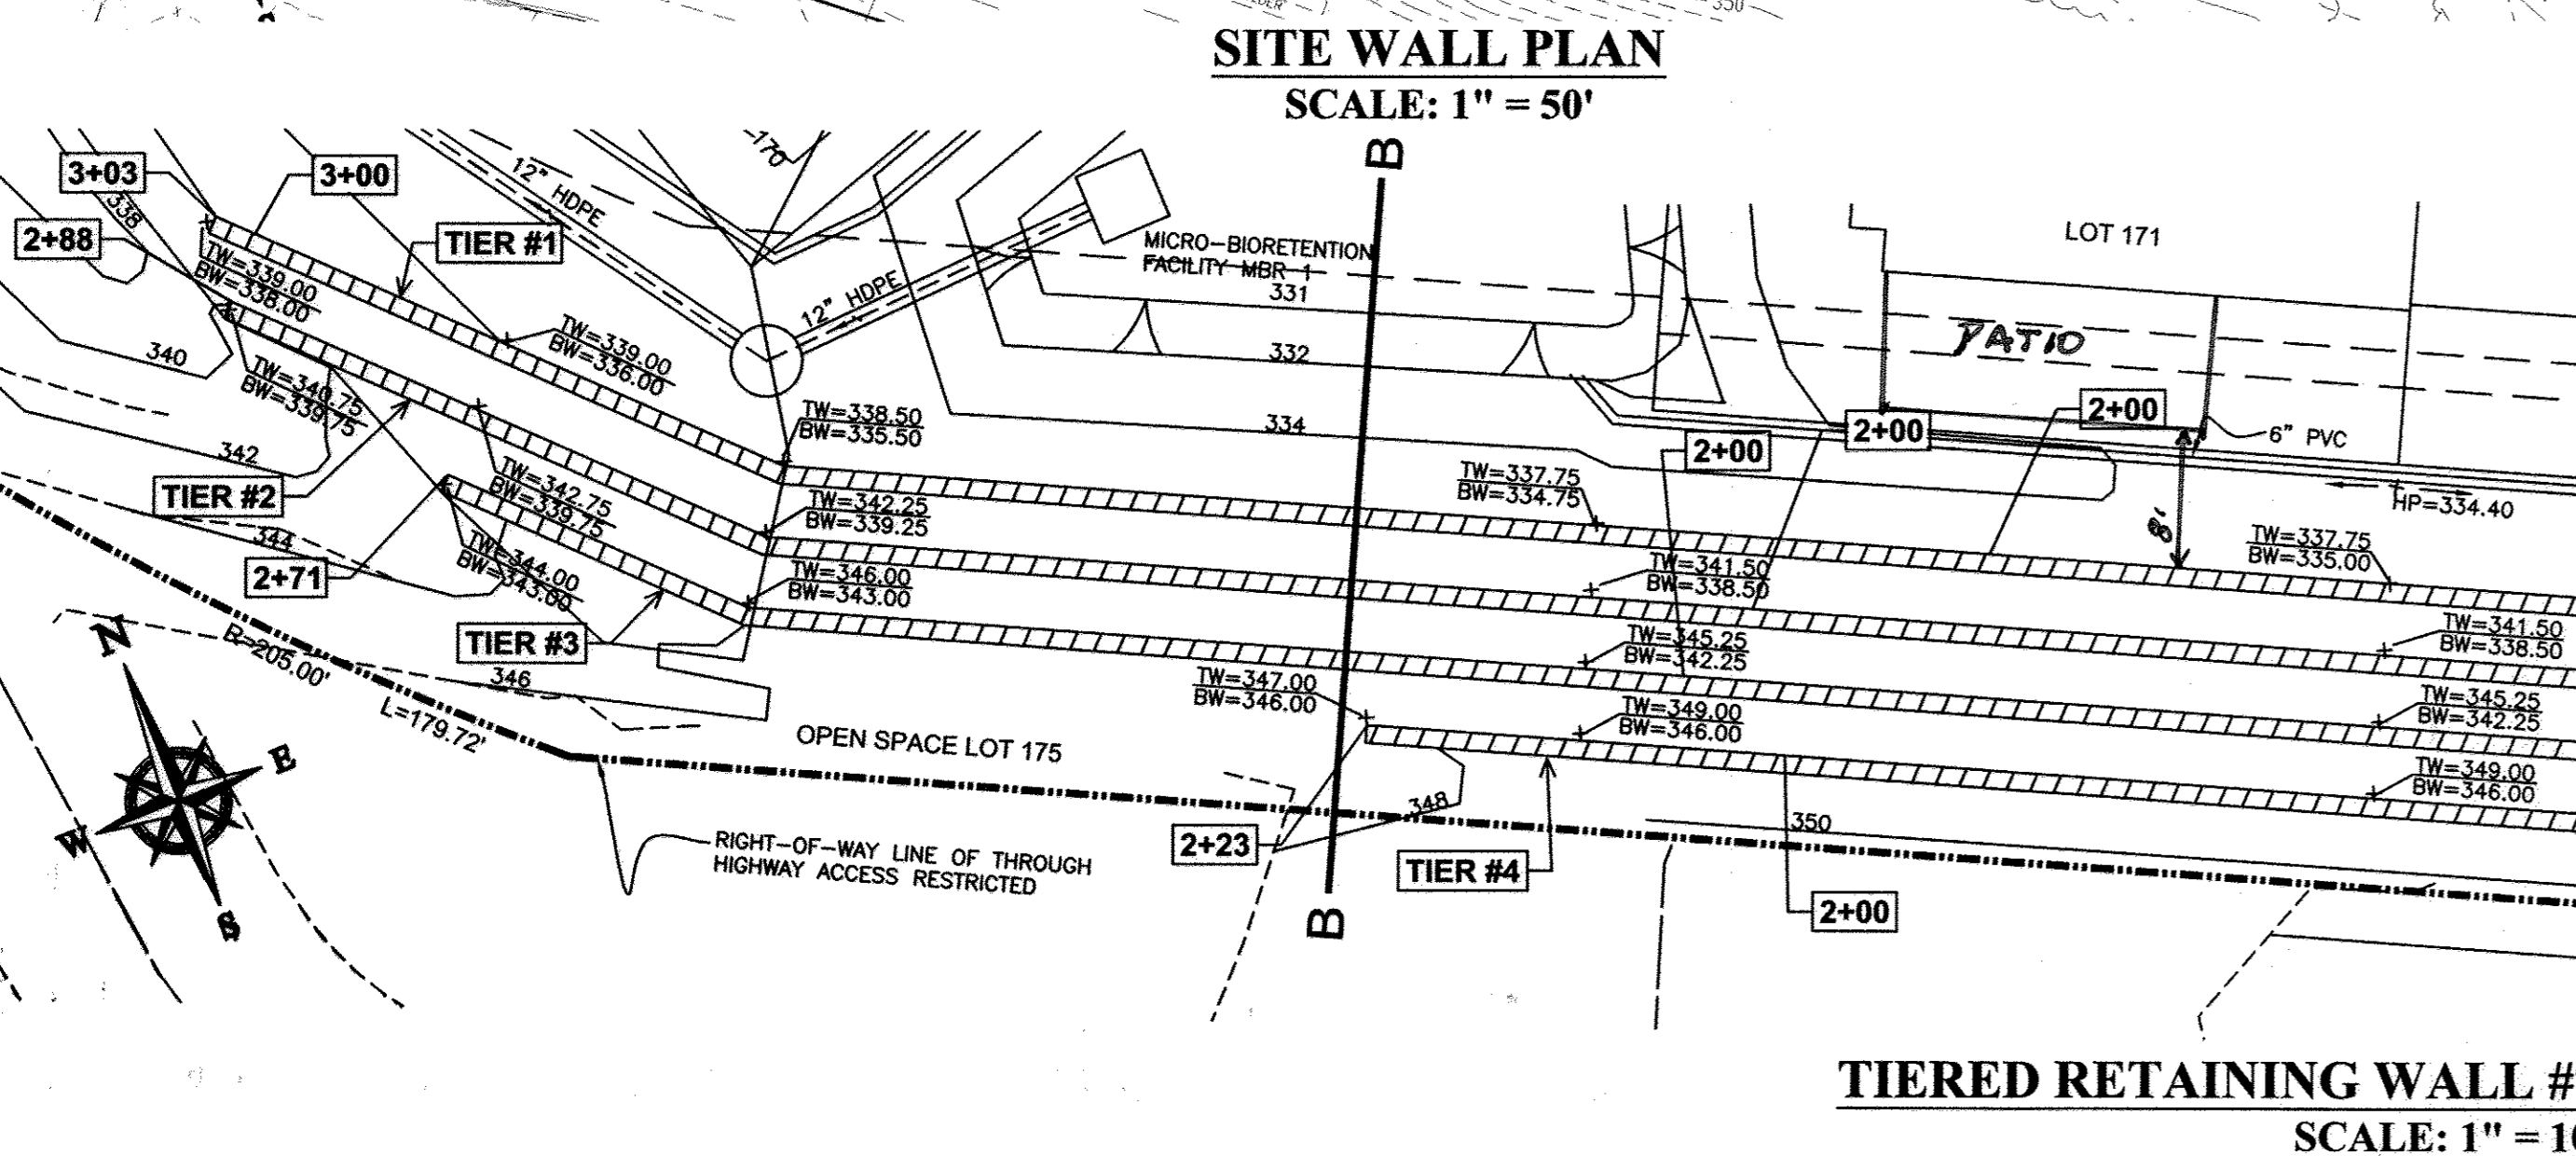 350
SITE WALL PLAN
SCALE: 1" = 50'
3+03
3+00
2+88
338
TIER #1
12" HDPE
170
12" HDPE
MICRO-BIORETENTION
FACILITY MBR 1
331
332
334
LOT 171
PATIO
2+00
2+00
2+00
6" PVC
HP=334.40
8'
TW=339.00
BW=338.00
TW=339.00
BW=336.00
TW=338.50
BW=335.50
TW=337.75
BW=334.75
TW=337.75
BW=335.00
340
TW=340.75
BW=339.75
342
TIER #2
TW=342.75
BW=339.75
TW=342.25
BW=339.25
TW=341.50
BW=338.50
TW=341.50
BW=338.50
344
2+71
TW=344.00
BW=343.00
TW=346.00
BW=343.00
TW=345.25
BW=342.25
TW=345.25
BW=342.25
TIER #3
346
R=205.00'
L=179.72'
OPEN SPACE LOT 175
TW=347.00
BW=346.00
TW=349.00
BW=346.00
TW=349.00
BW=346.00
348
350
2+23
TIER #4
2+00
RIGHT-OF-WAY LINE OF THROUGH
HIGHWAY ACCESS RESTRICTED
B
B
N
E
W
S
TIERED RETAINING WALL #
SCALE: 1" = 10